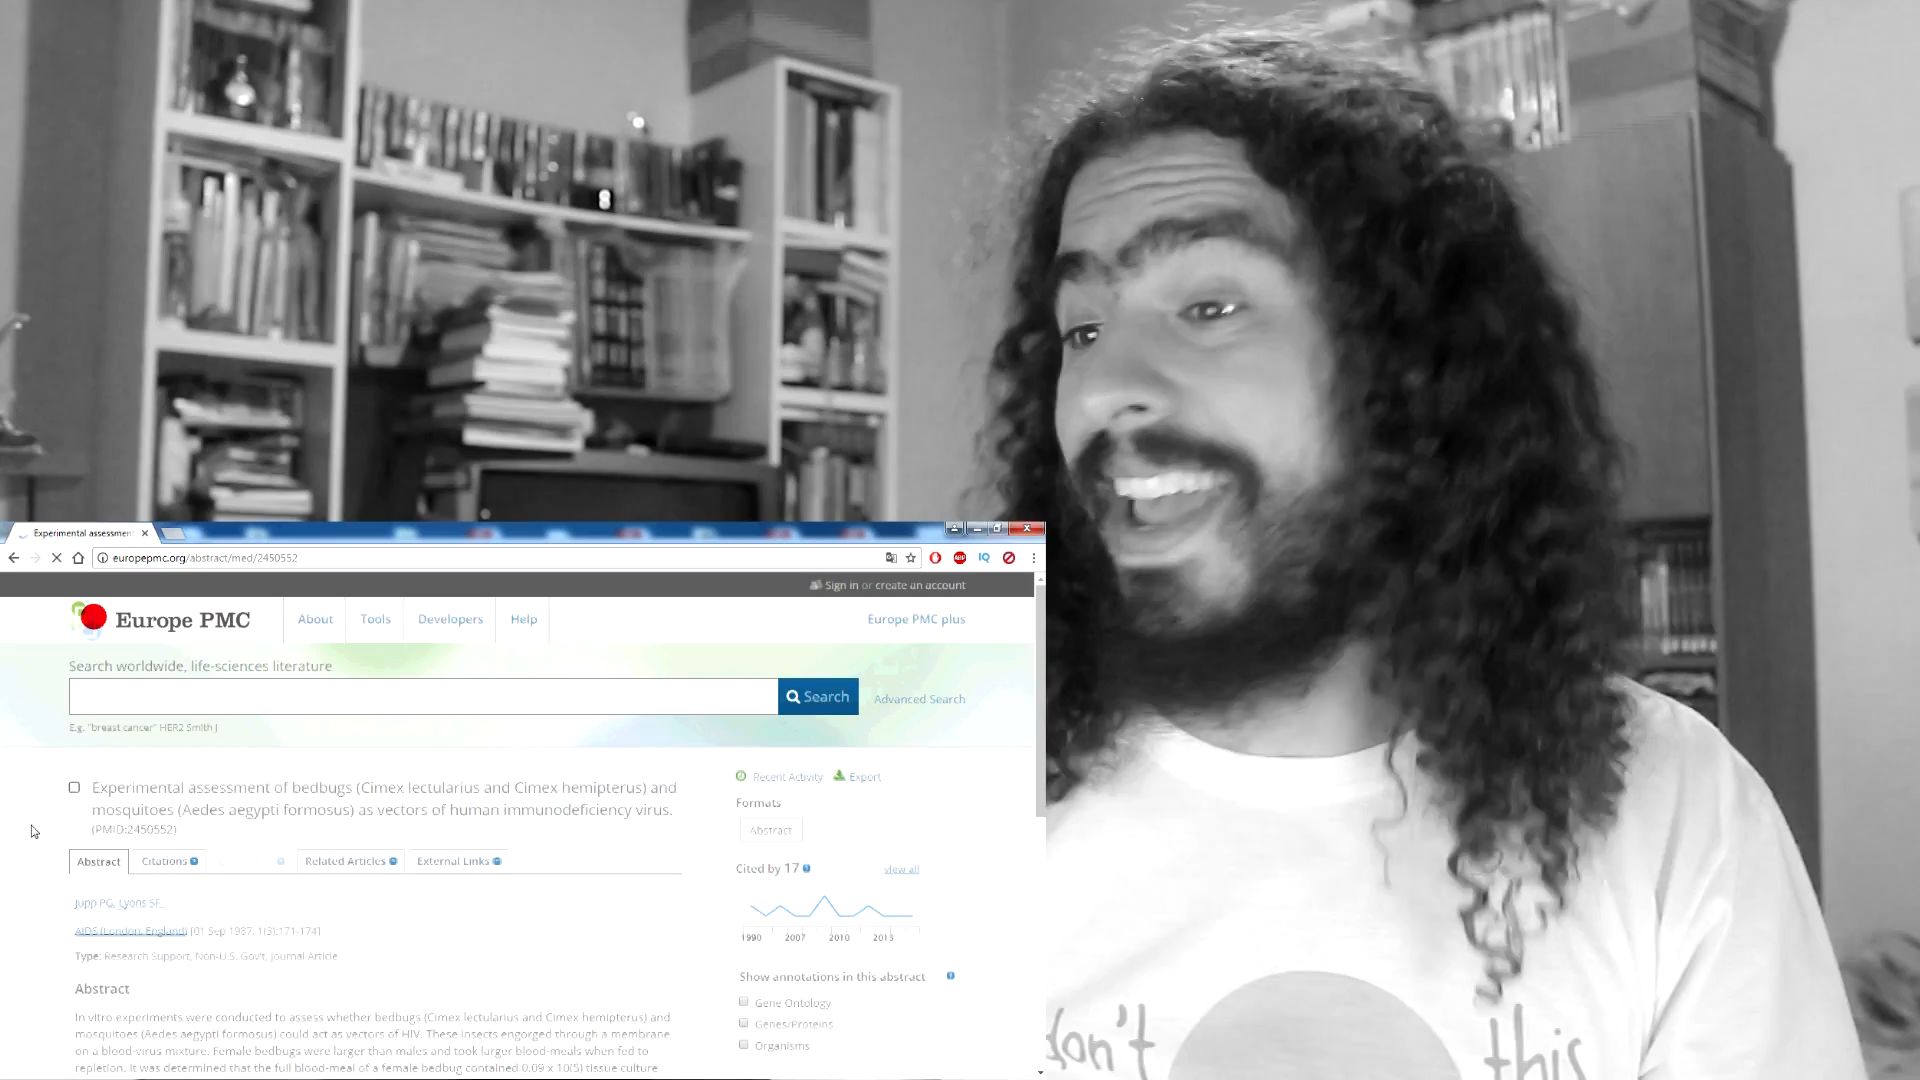 Experimental assessment
europepmc.org/abstract/med/2450552
ABP
IQ
Sign in or create an account
Europe PMC
About
Tools
Developers
Help
Europe PMC plus
Search worldwide, life-sciences literature
Search
Advanced Search
E.g. "breast cancer" HER2 Smith J
Experimental assessment of bedbugs (Cimex lectularius and Cimex hemipterus) and
mosquitoes (Aedes aegypti formosus) as vectors of human immunodeficiency virus.
(PMID:2450552)
Abstract
Citations
Related Articles
External Links
Jupp PG, Lyons SF
AIDS (London, England) [01 Sep 1987, 1(3):171-174]
Type: Research Support, Non-U.S. Gov't, Journal Article
Abstract
In vitro experiments were conducted to assess whether bedbugs (Cimex lectularius and Cimex hemipterus) and
mosquitoes (Aedes aegypti formosus) could act as vectors of HIV. These insects engorged through a membrane
on a blood-virus mixture. Female bedbugs were larger than males and took larger blood-meals when fed to
repletion. It was determined that the full blood-meal of a female bedbug contained 0.09 x 10(5) tissue culture
Recent Activity
Export
Formats
Abstract
Cited by 17
view all
1990 2007 2010 2013
Show annotations in this abstract
Gene Ontology
Genes/Proteins
Organisms
don't this